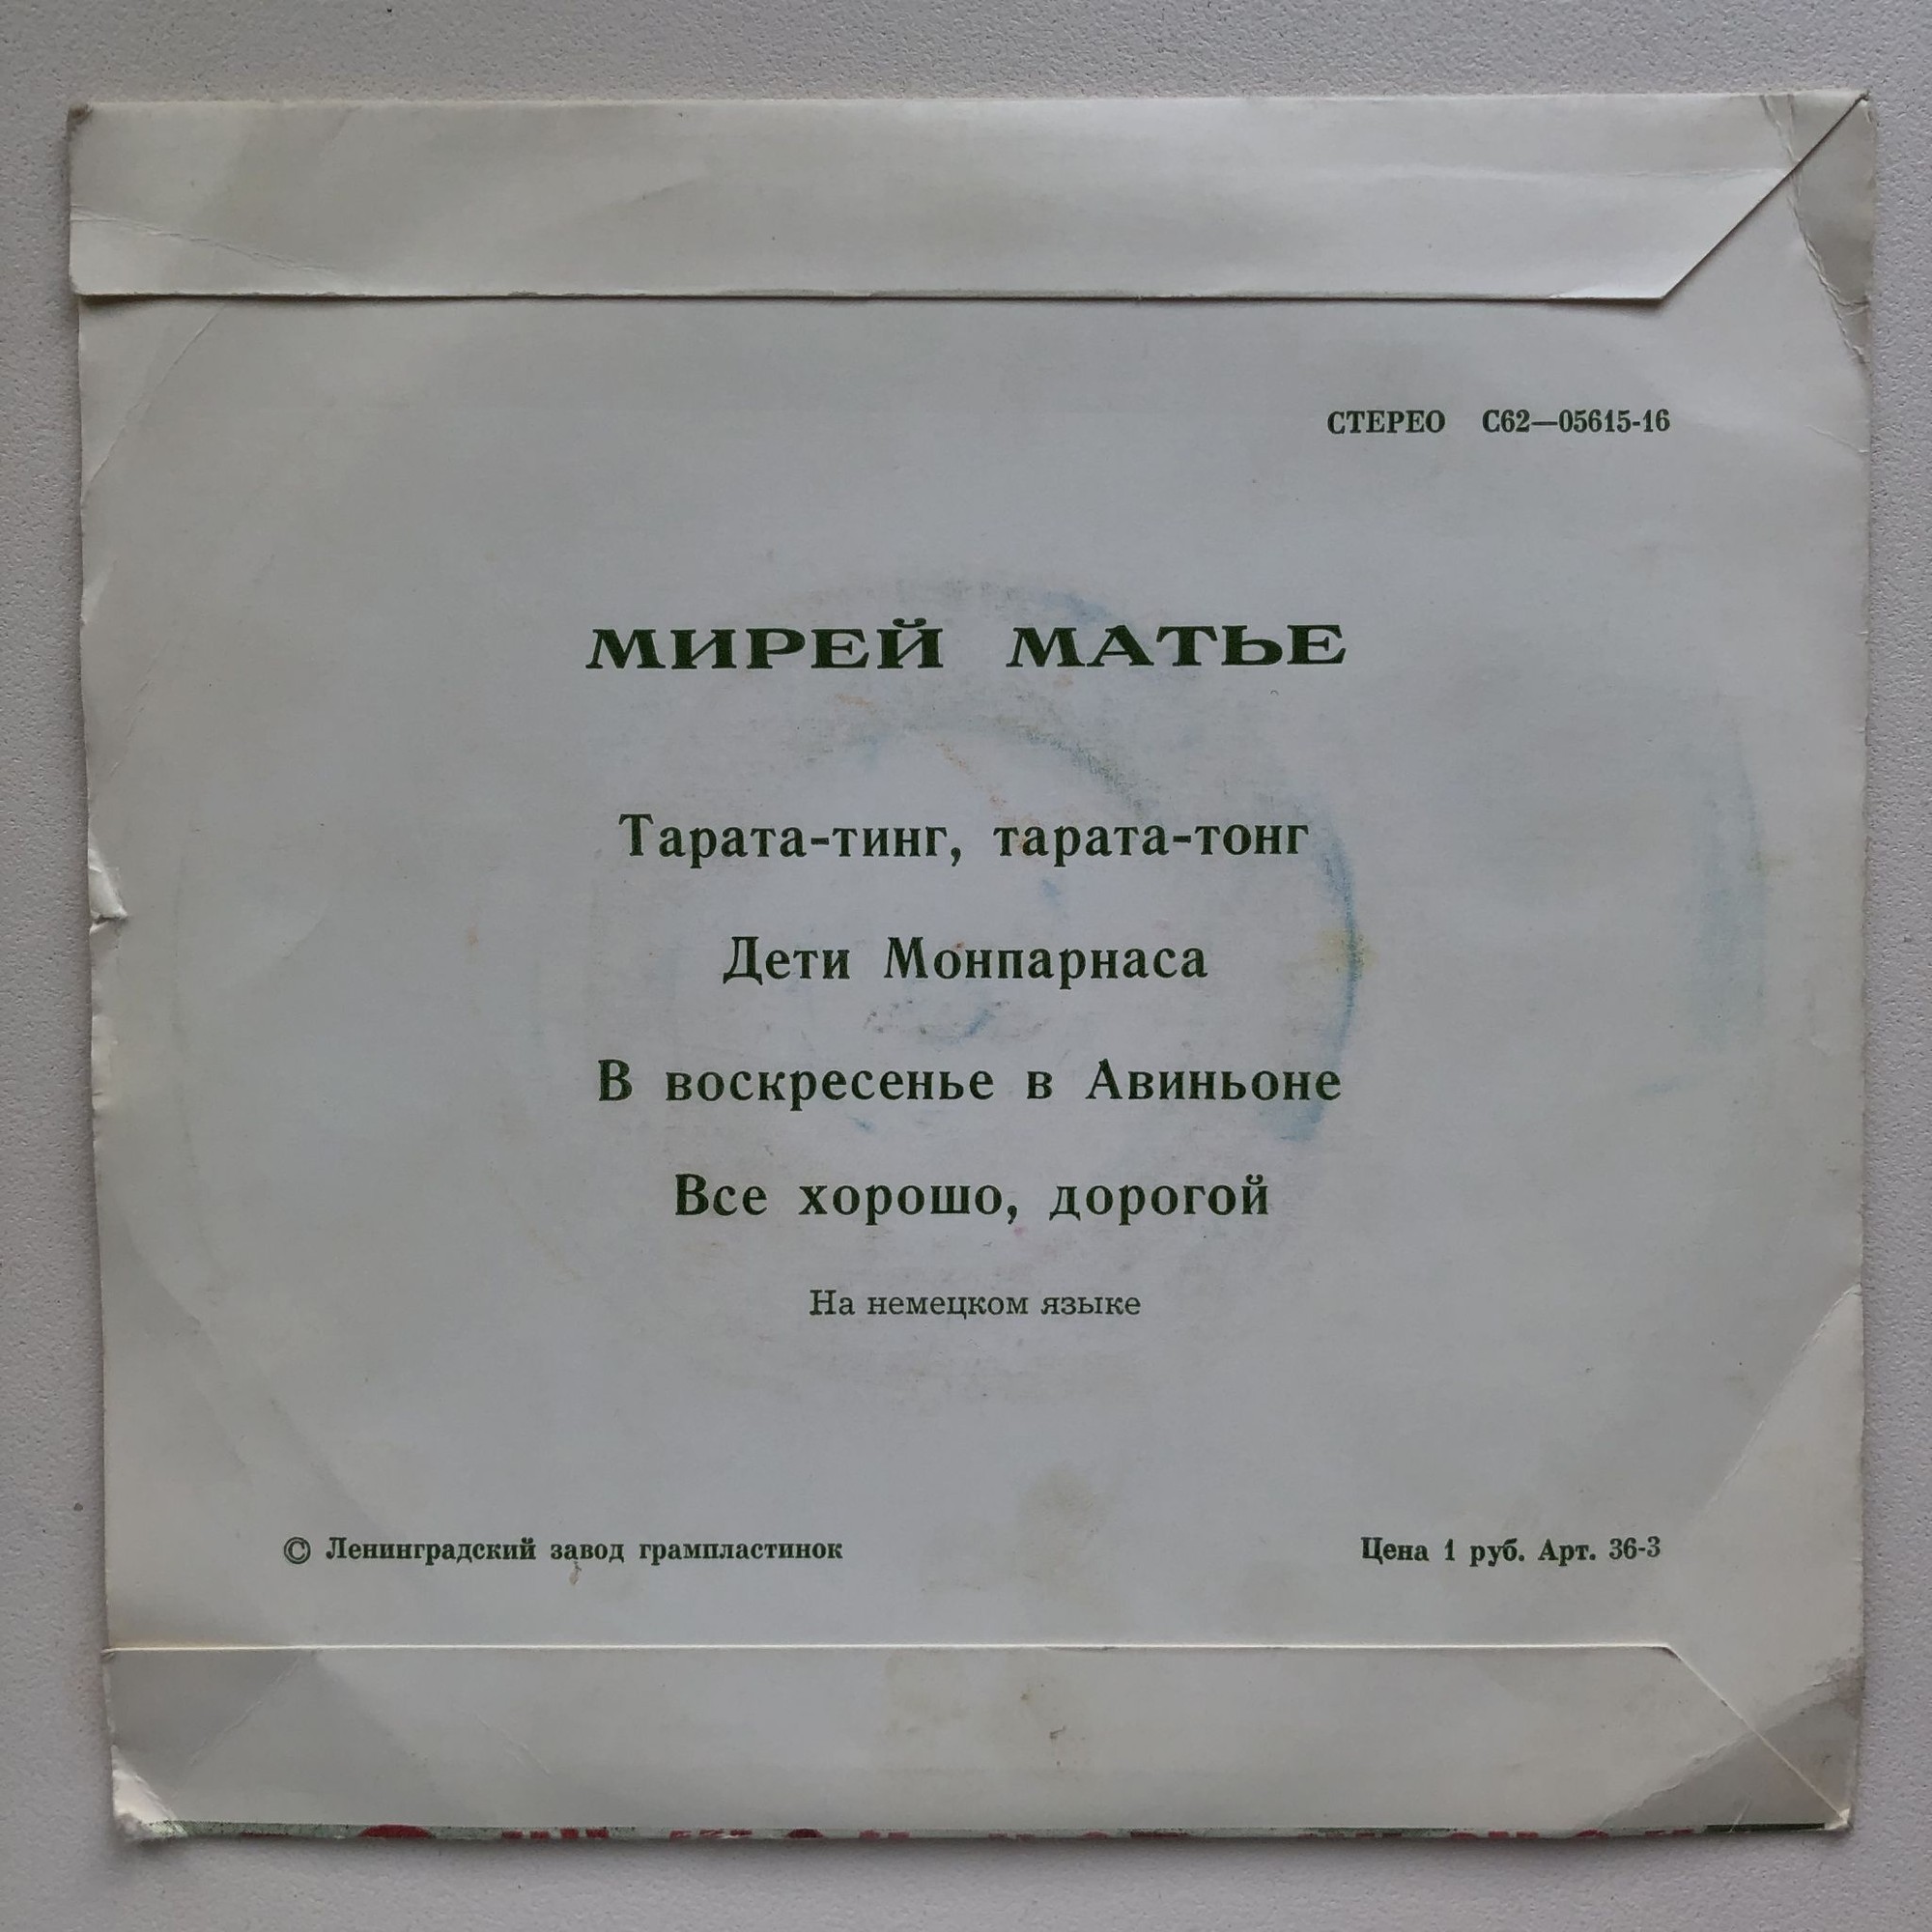 СТЕРЕО С62—05615-16
МИРЕЙ МАТЬЕ
Тарата-тинг, тарата-тонг
Дети Монпарнаса
В воскресенье в Авиньоне
Все хорошо, дорогой
На немецком языке
© Ленинградский завод грампластинок
Цена 1 руб. Арт. 36-3